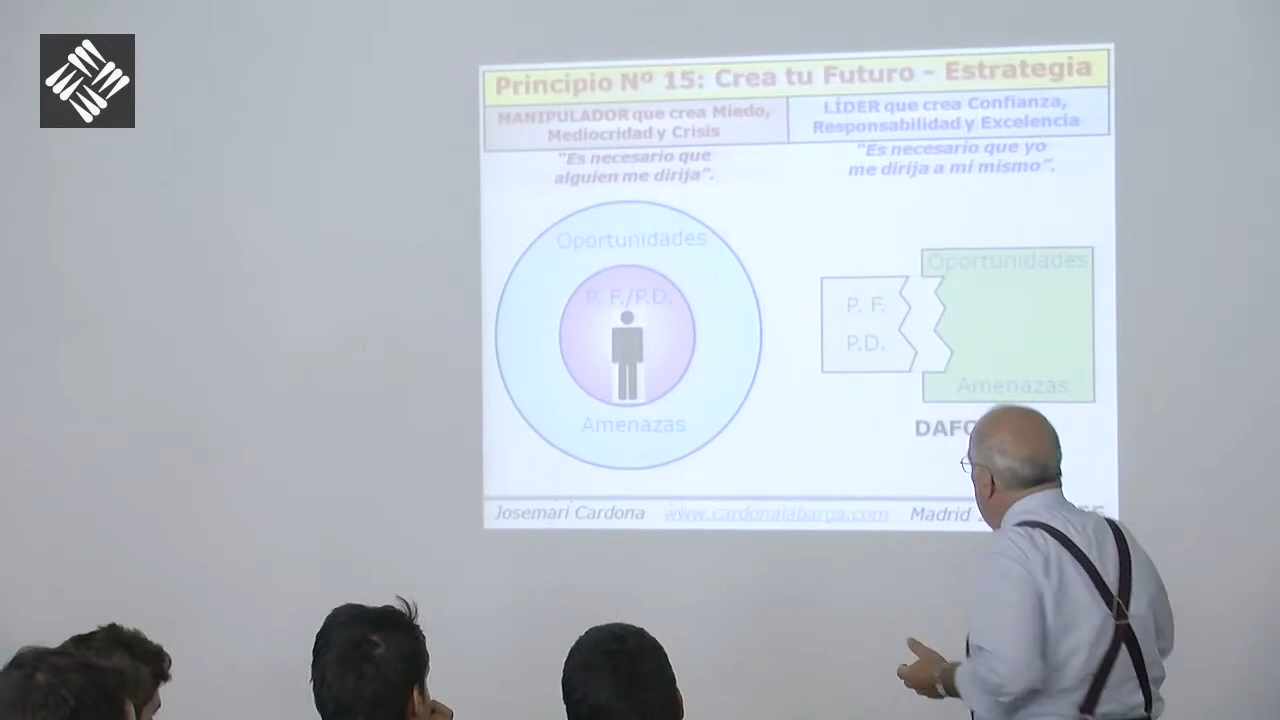 Principio Nº 15: Crea tu Futuro - Estrategia
MANIPULADOR que crea Miedo,
Mediocridad y Crisis
LÍDER que crea Confianza,
Responsabilidad y Excelencia
"Es necesario que
alguien me dirija".
"Es necesario que yo
me dirija a mí mismo".
Oportunidades
P. F./P.D.
Amenazas
Oportunidades
P. F.
P.D.
Amenazas
Josemari Cardona www.cardonalabarga.com Madrid